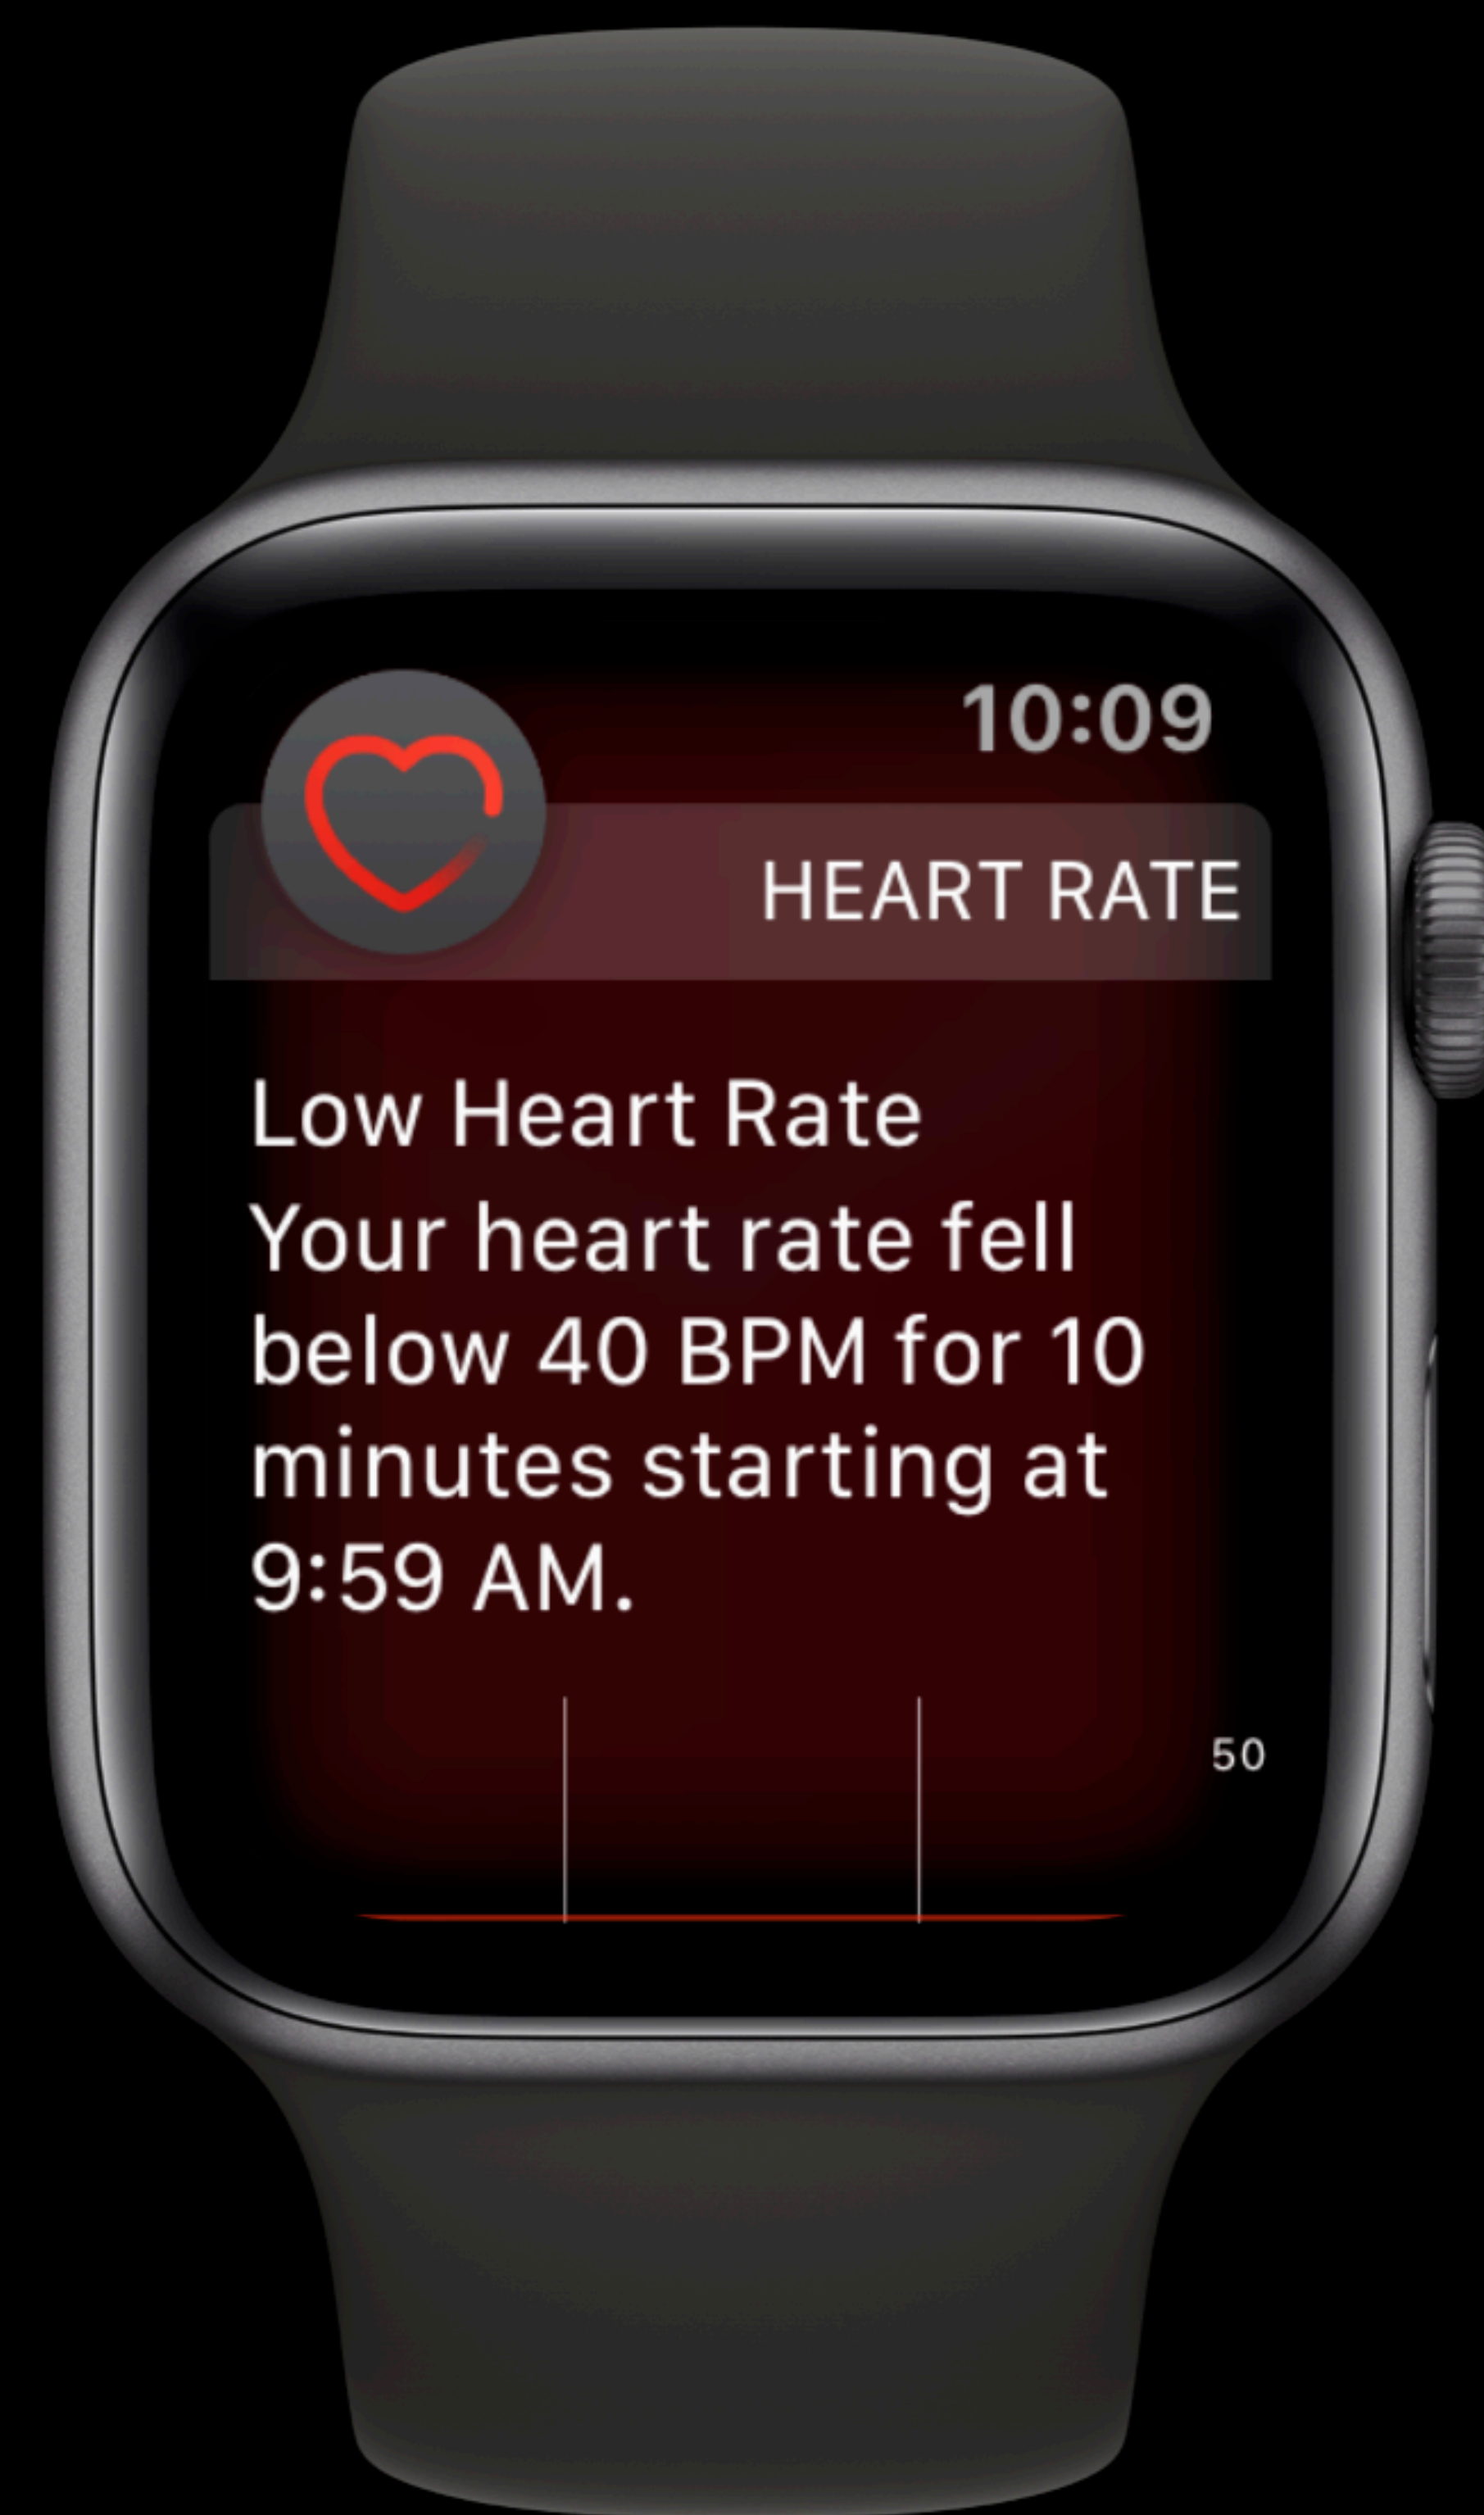 10:09
HEART RATE
Low Heart Rate
Your heart rate fell
below 40 BPM for 10
minutes starting at
9:59 AM.
50